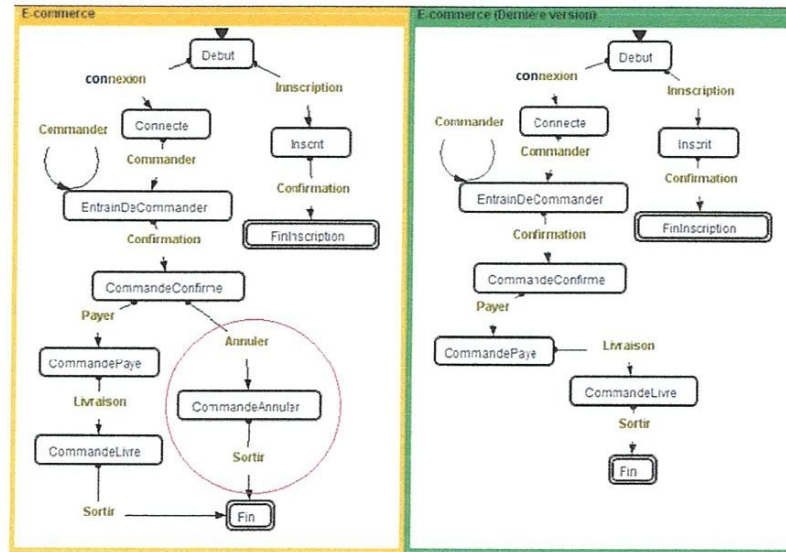 E-commerce
Debut
connexion
Innscription
Connecte
Commander
Commander
Inscrit
Confirmation
EntrainDeCommander
FinInscription
Confirmation
CommandeConfirme
Payer
Annuler
CommandePaye
Livraison
CommandeAnnuler
CommandeLivre
Sortir
Sortir
Fin
E-commerce (Dernière version)
Debut
connexion
Innscription
Connecte
Commander
Commander
Inscrit
Confirmation
EntrainDeCommander
FinInscription
Confirmation
CommandeConfirme
Payer
CommandePaye
Livraison
CommandeLivre
Sortir
Fin